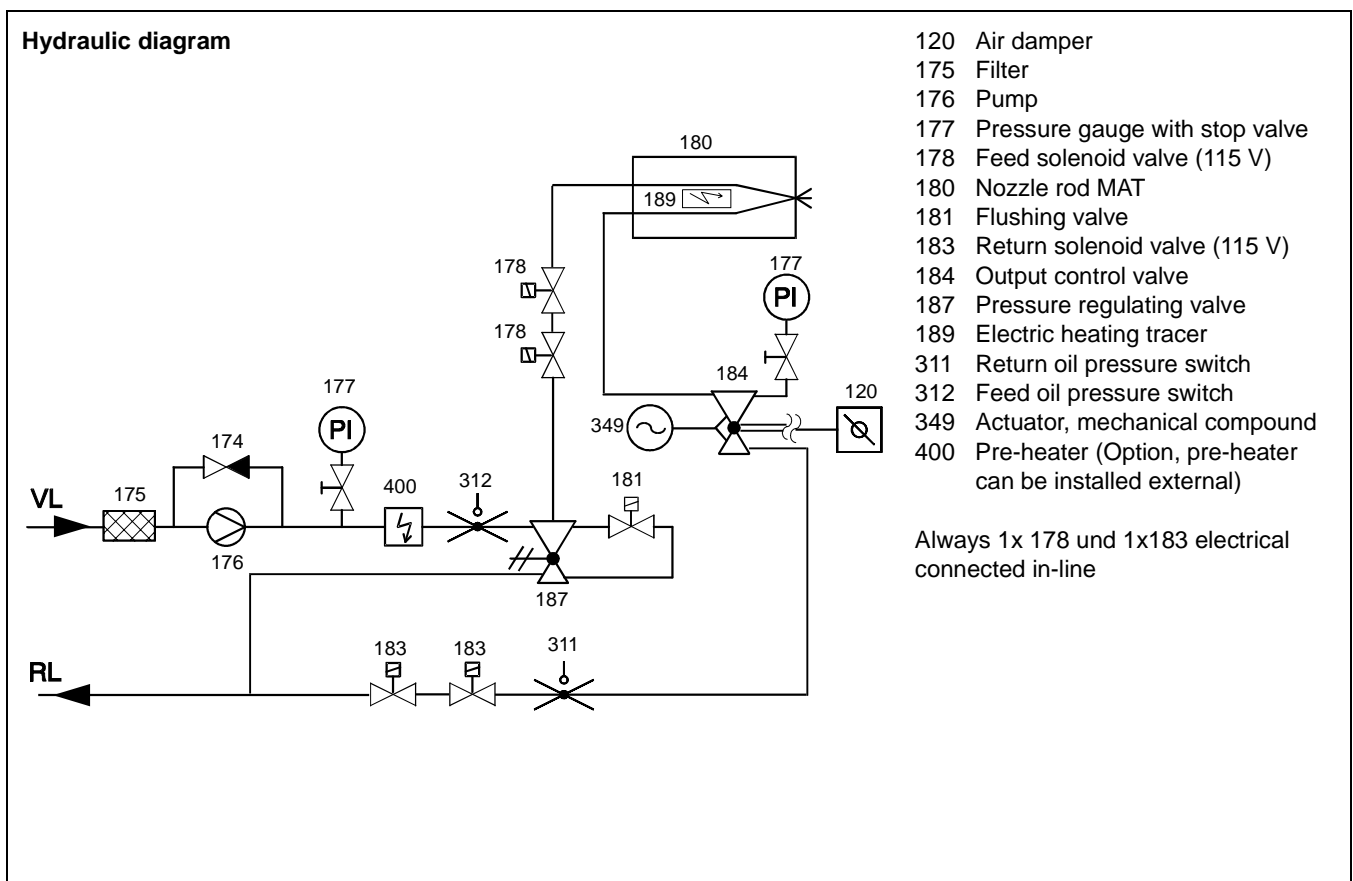 Hydraulic diagram
180
189
178
177
178
184
177
120
PI
PI
349
174
400
312
181
VL
175
176
187
183
183
311
RL
120 Air damper
175 Filter
176 Pump
177 Pressure gauge with stop valve
178 Feed solenoid valve (115 V)
180 Nozzle rod MAT
181 Flushing valve
183 Return solenoid valve (115 V)
184 Output control valve
187 Pressure regulating valve
189 Electric heating tracer
311 Return oil pressure switch
312 Feed oil pressure switch
349 Actuator, mechanical compound
400 Pre-heater (Option, pre-heater
can be installed external)
Always 1x 178 und 1x183 electrical
connected in-line